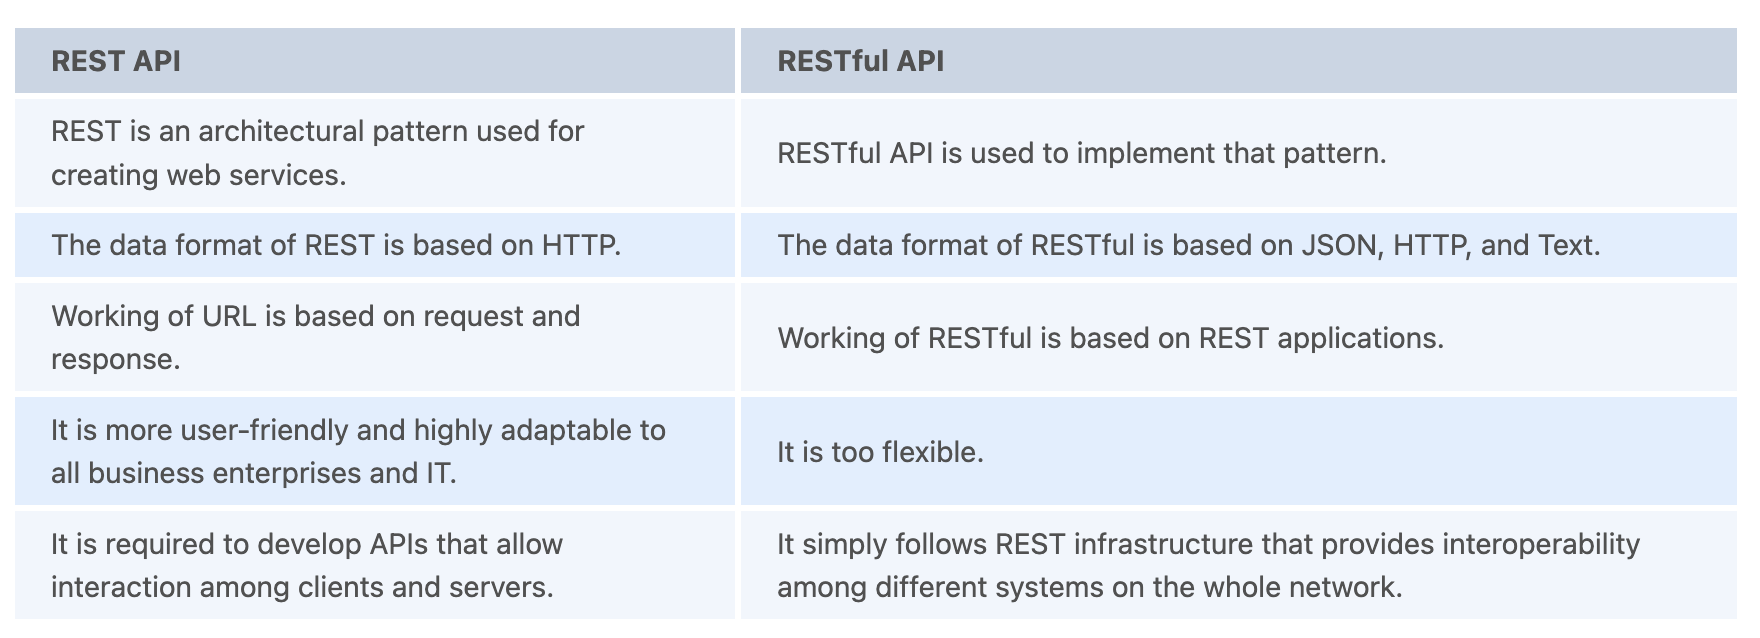 REST API
RESTful API
REST is an architectural pattern used for
creating web services.
RESTful API is used to implement that pattern.
The data format of REST is based on HTTP.
The data format of RESTful is based on JSON, HTTP, and Text.
Working of URL is based on request and
response.
Working of RESTful is based on REST applications.
It is more user-friendly and highly adaptable to
all business enterprises and IT.
It is too flexible.
It is required to develop APIs that allow
interaction among clients and servers.
It simply follows REST infrastructure that provides interoperability
among different systems on the whole network.